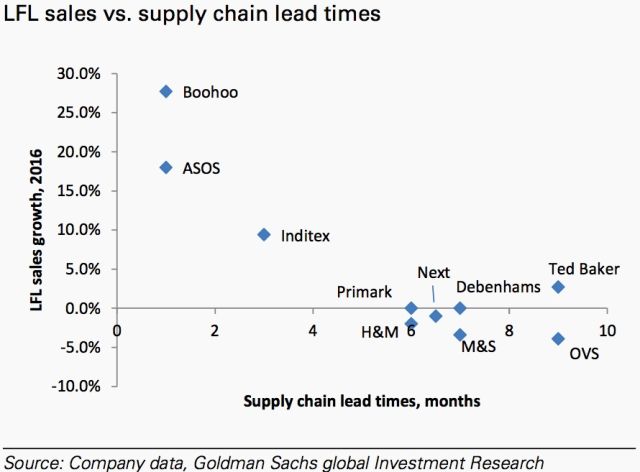 LFL sales vs. supply chain lead times
LFL sales growth, 2016
30.0%
25.0%
20.0%
15.0%
10.0%
5.0%
0.0%
-5.0%
-10.0%
Boohoo
ASOS
Inditex
Primark
Next
Debenhams
Ted Baker
H&M
M&S
OVS
0
2
4
6
8
10
Supply chain lead times, months
Source: Company data, Goldman Sachs global Investment Research